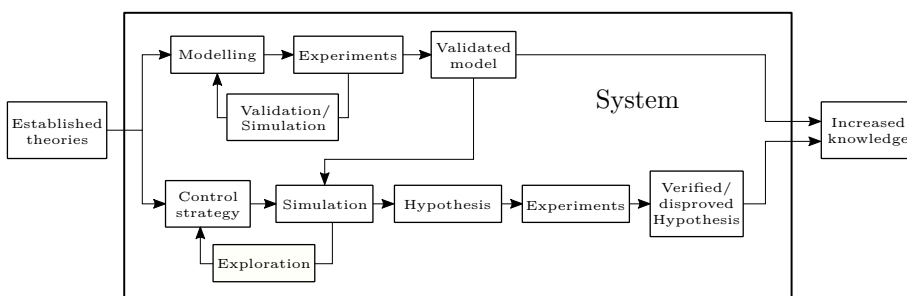 Modelling
Experiments
Validated
model
Validation/
Simulation
System
Established
theories
Increased
knowledge
Control
strategy
Simulation
Hypothesis
Experiments
Verified/
disproved
Hypothesis
Exploration